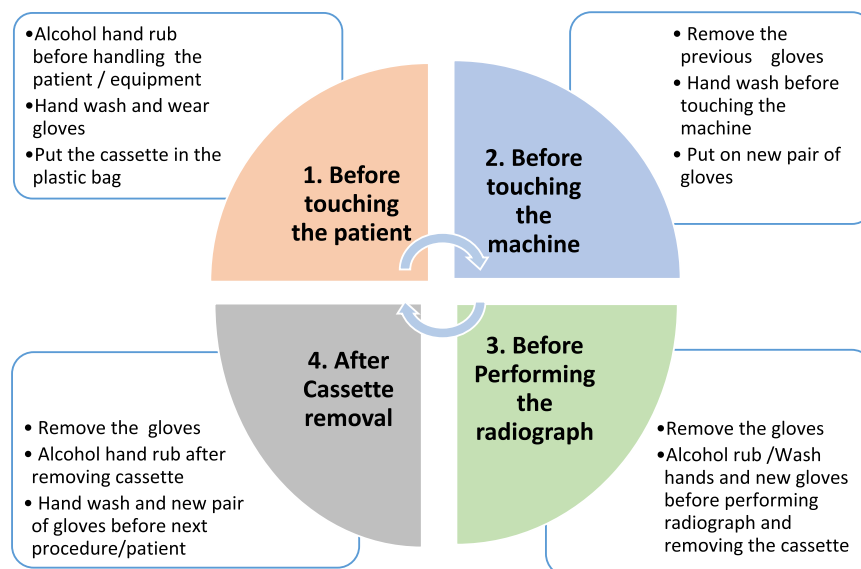 •Alcohol hand rub
before handling the
patient / equipment
•Hand wash and wear
gloves
•Put the cassette in the
plastic bag
1. Before
touching
the patient
• Remove the
previous gloves
• Hand wash before
touching the
machine
• Put on new pair of
gloves
2. Before
touching
the
machine
3. Before
Performing
the
radiograph
•Remove the gloves
•Alcohol rub /Wash
hands and new gloves
before performing
radiograph and
removing the cassette
4. After
Cassette
removal
• Remove the gloves
• Alcohol hand rub after
removing cassette
• Hand wash and new pair
of gloves before next
procedure/patient